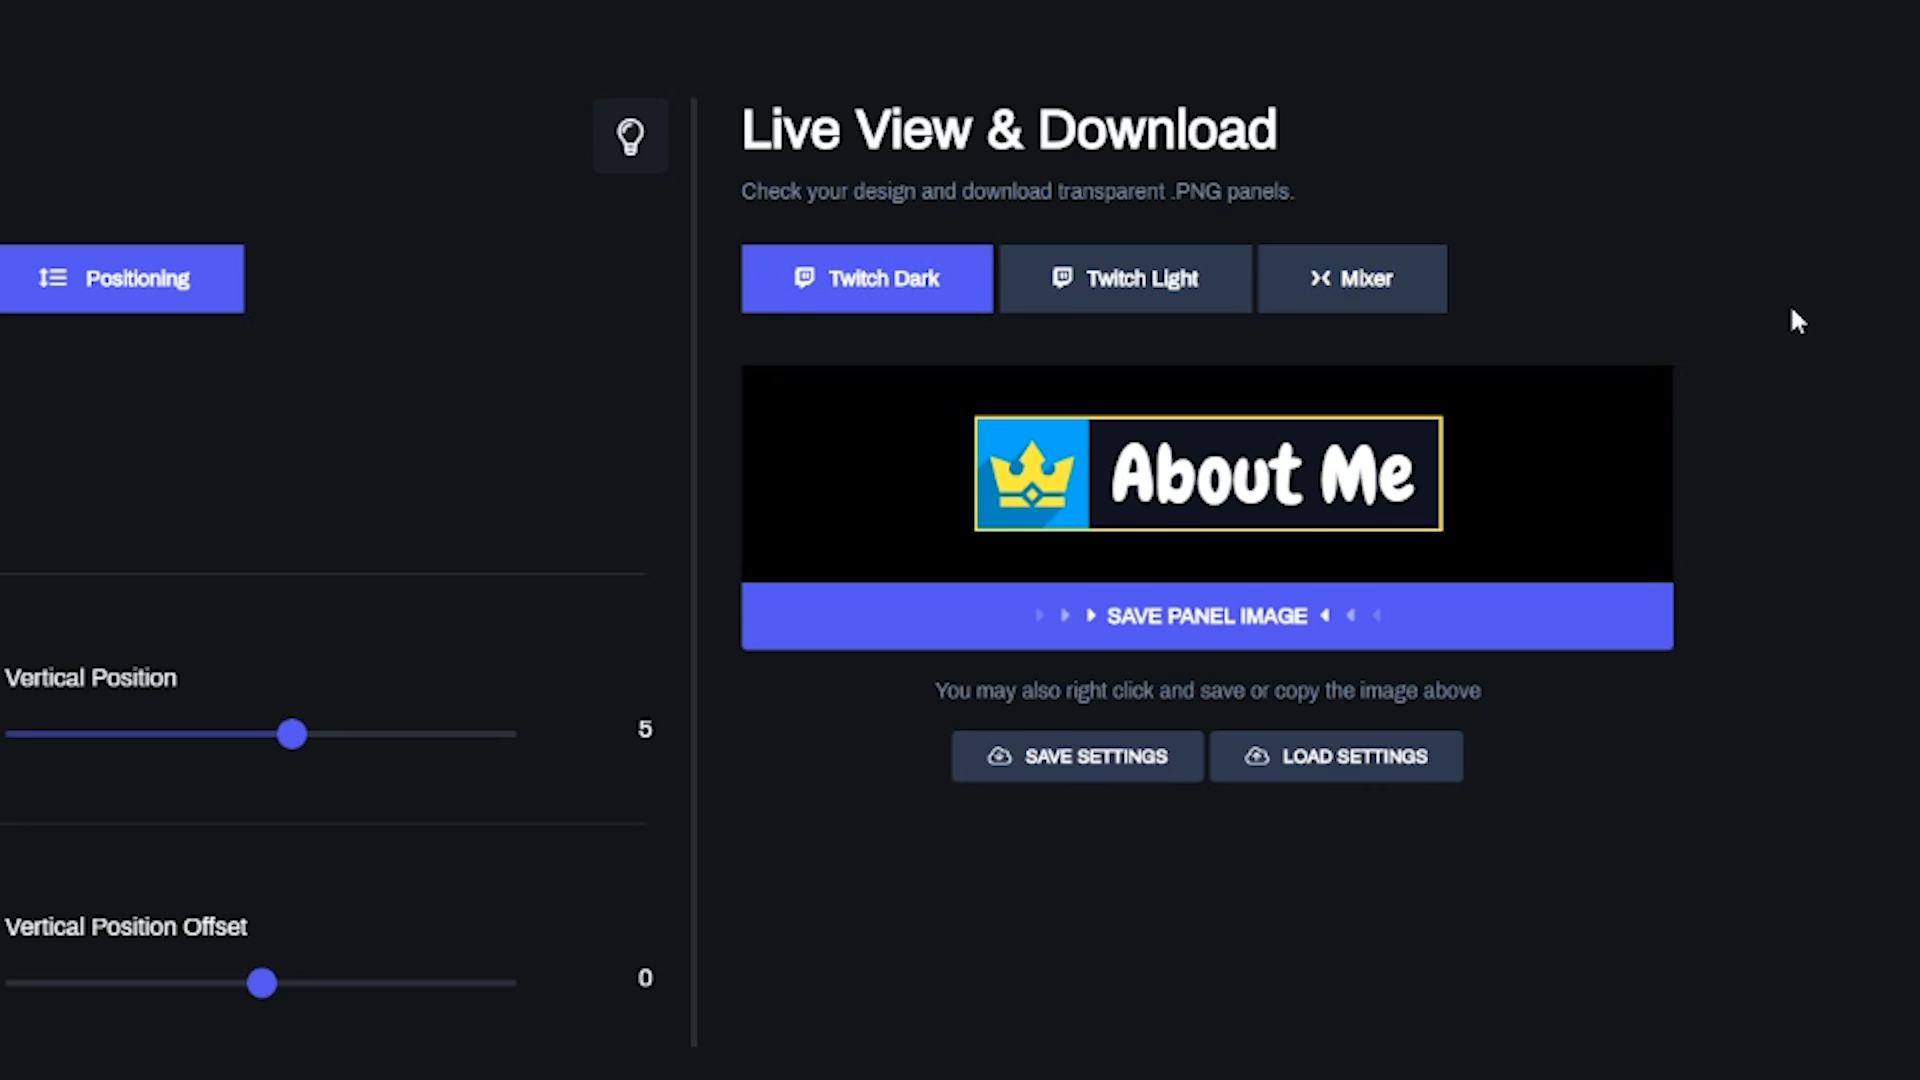 Live View & Download
Check your design and download transparent .PNG panels.
Positioning
Twitch Dark
Twitch Light
Mixer
About Me
SAVE PANEL IMAGE
Vertical Position
5
You may also right click and save or copy the image above
SAVE SETTINGS
LOAD SETTINGS
Vertical Position Offset
0